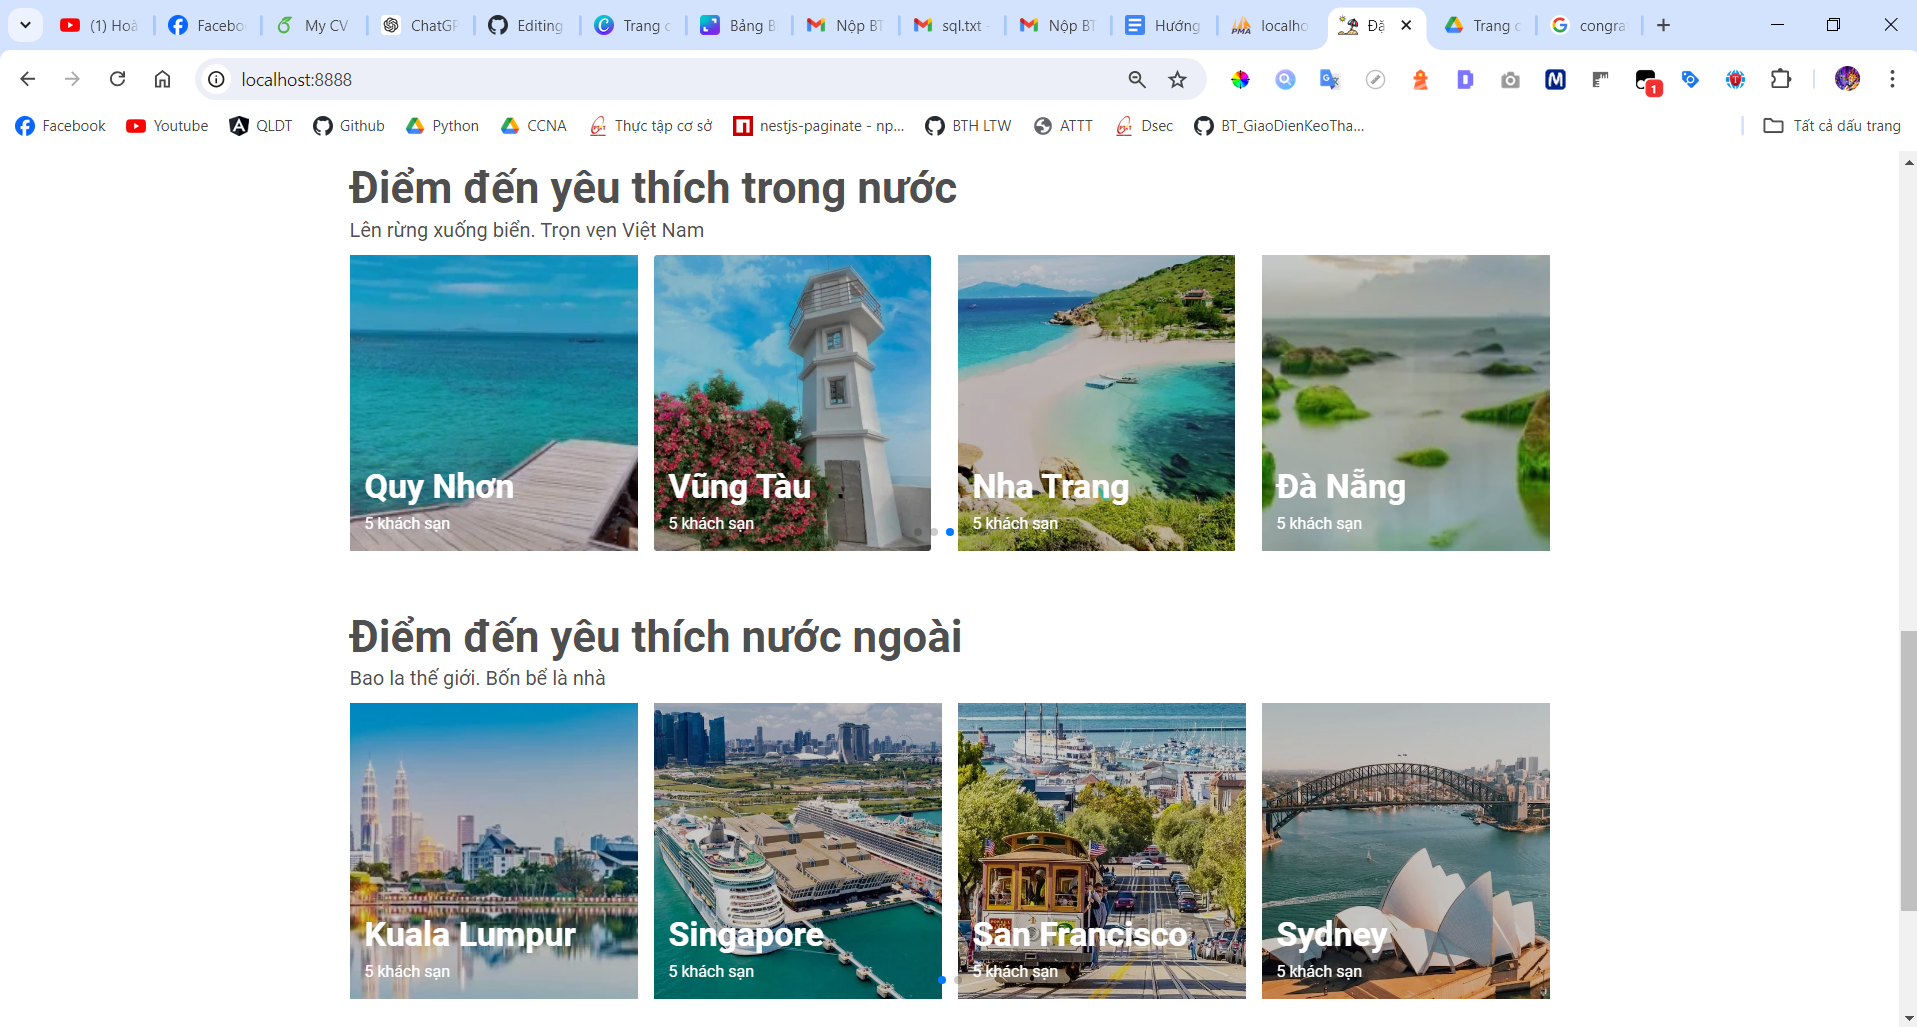 (1) Hoà
Facebo
My CV
ChatGP
Editing
Trang c
Bảng B
Nộp BT
sql.txt -
Nộp BT
Hướng
localho
Đặ
Trang c
congra
localhost:8888
1
Facebook
Youtube
QLDT
Github
Python
CCNA
Thực tập cơ sở
nestjs-paginate - np...
BTH LTW
ATTT
Dsec
BT_GiaoDienKeoTha...
Tất cả dấu trang
Điểm đến yêu thích trong nước
Lên rừng xuống biển. Trọn vẹn Việt Nam
Quy Nhơn
5 khách sạn
Vũng Tàu
5 khách sạn
Nha Trang
5 khách sạn
Đà Nẵng
5 khách sạn
Điểm đến yêu thích nước ngoài
Bao la thế giới. Bốn bể là nhà
Kuala Lumpur
5 khách sạn
Singapore
5 khách sạn
San Francisco
5 khách sạn
Sydney
5 khách sạn